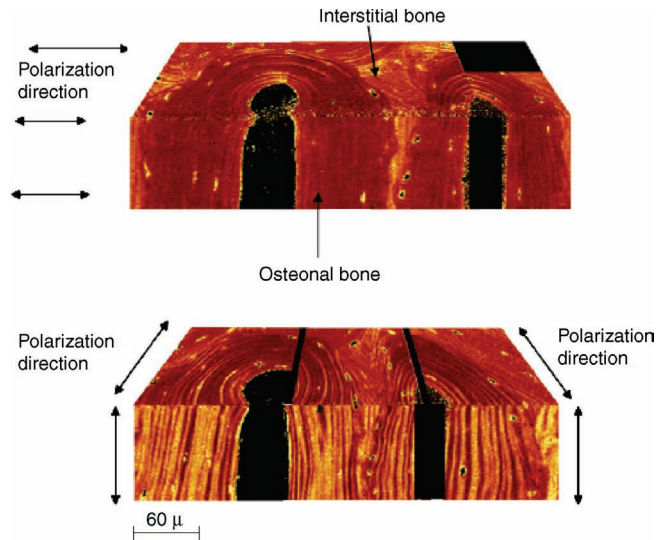 Interstitial bone
Polarization
direction
Osteonal bone
Polarization
direction
Polarization
direction
60 μ